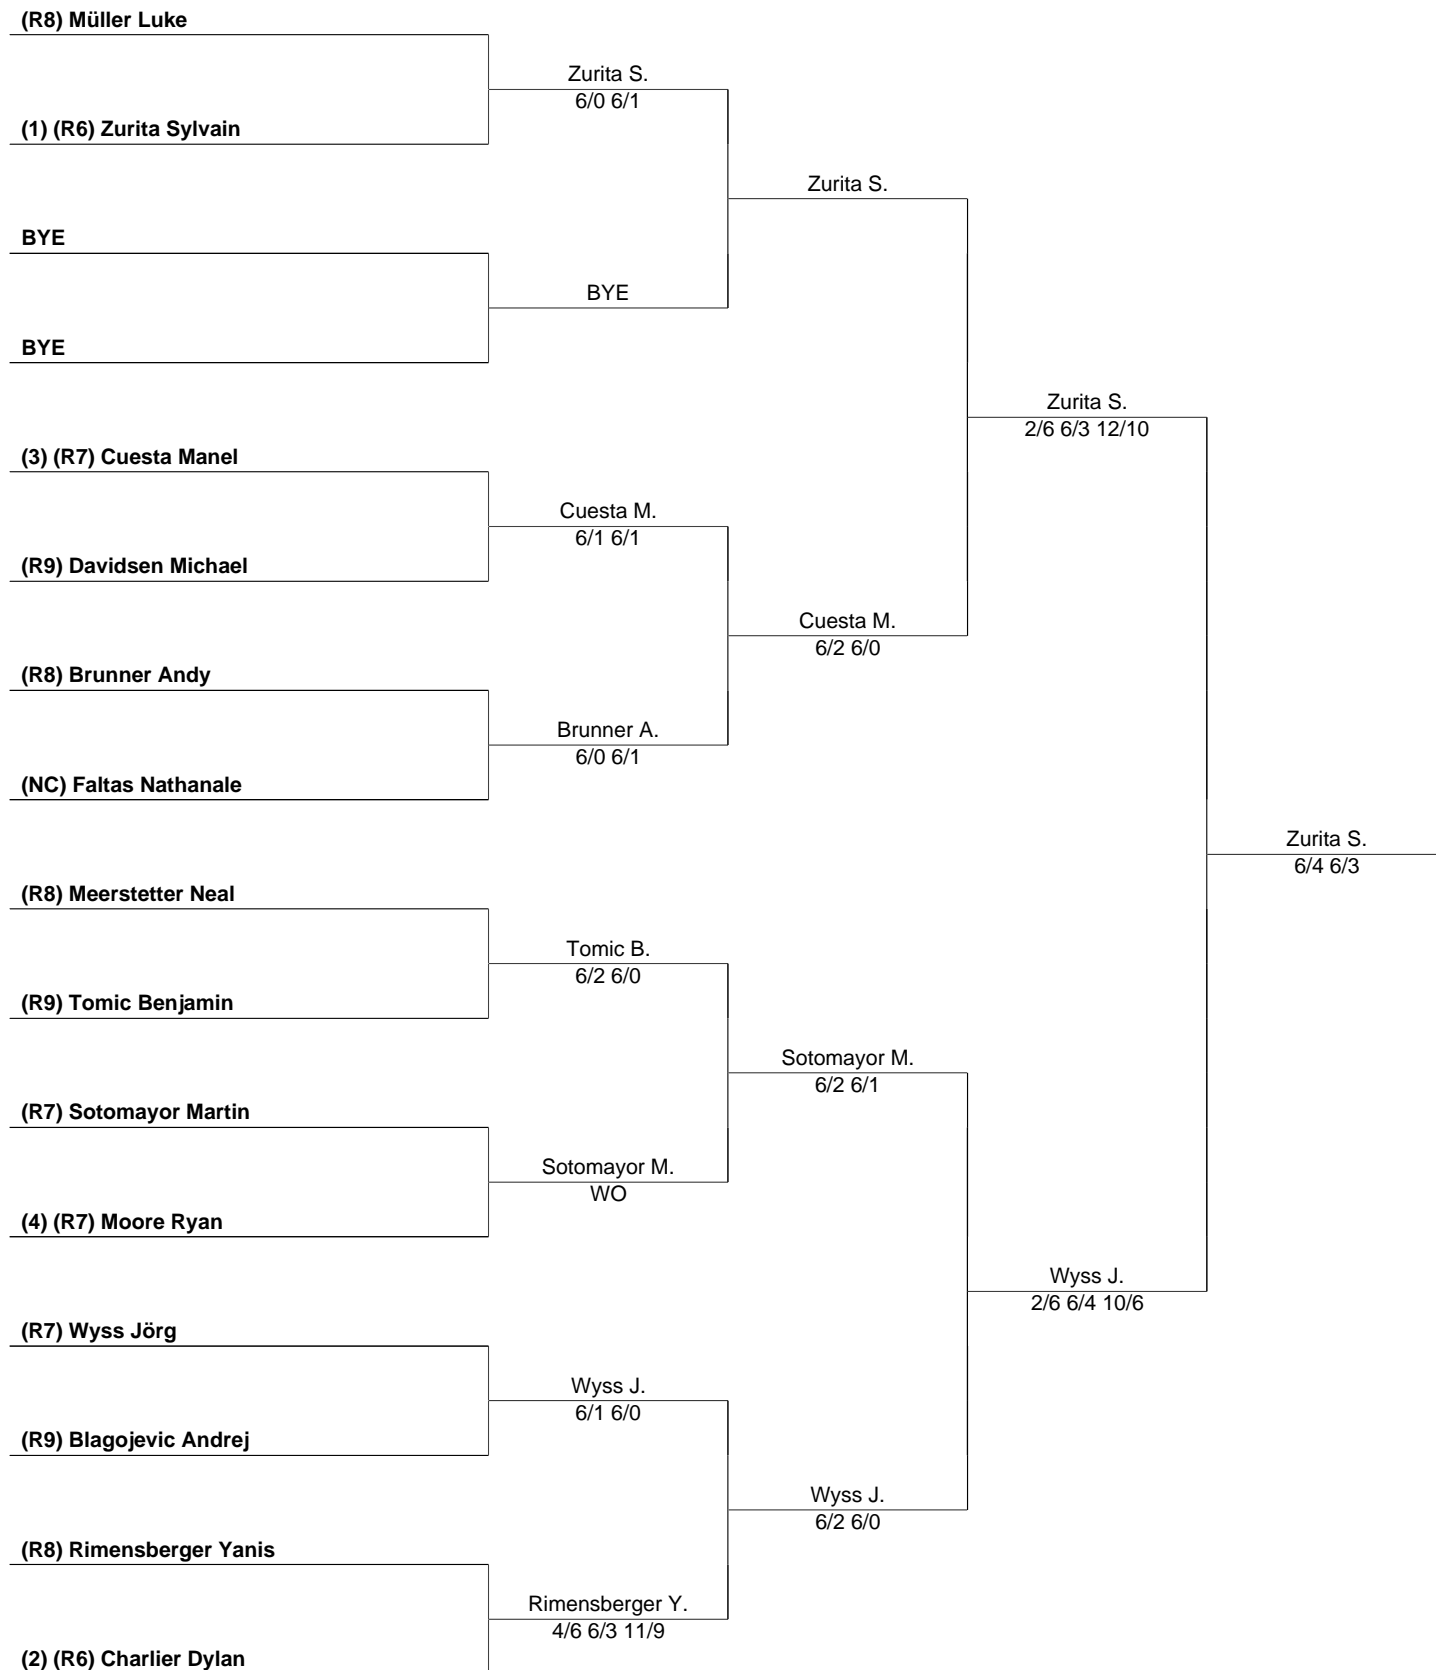 (R8) Müller Luke
Zurita S.
6/0 6/1
(1) (R6) Zurita Sylvain
Zurita S.
BYE
BYE
BYE
Zurita S.
2/6 6/3 12/10
(3) (R7) Cuesta Manel
Cuesta M.
6/1 6/1
(R9) Davidsen Michael
Cuesta M.
6/2 6/0
(R8) Brunner Andy
Brunner A.
6/0 6/1
(NC) Faltas Nathanale
Zurita S.
6/4 6/3
(R8) Meerstetter Neal
Tomic B.
6/2 6/0
(R9) Tomic Benjamin
Sotomayor M.
6/2 6/1
(R7) Sotomayor Martin
Sotomayor M.
WO
(4) (R7) Moore Ryan
Wyss J.
2/6 6/4 10/6
(R7) Wyss Jörg
Wyss J.
6/1 6/0
(R9) Blagojevic Andrej
Wyss J.
6/2 6/0
(R8) Rimensberger Yanis
Rimensberger Y.
4/6 6/3 11/9
(2) (R6) Charlier Dylan